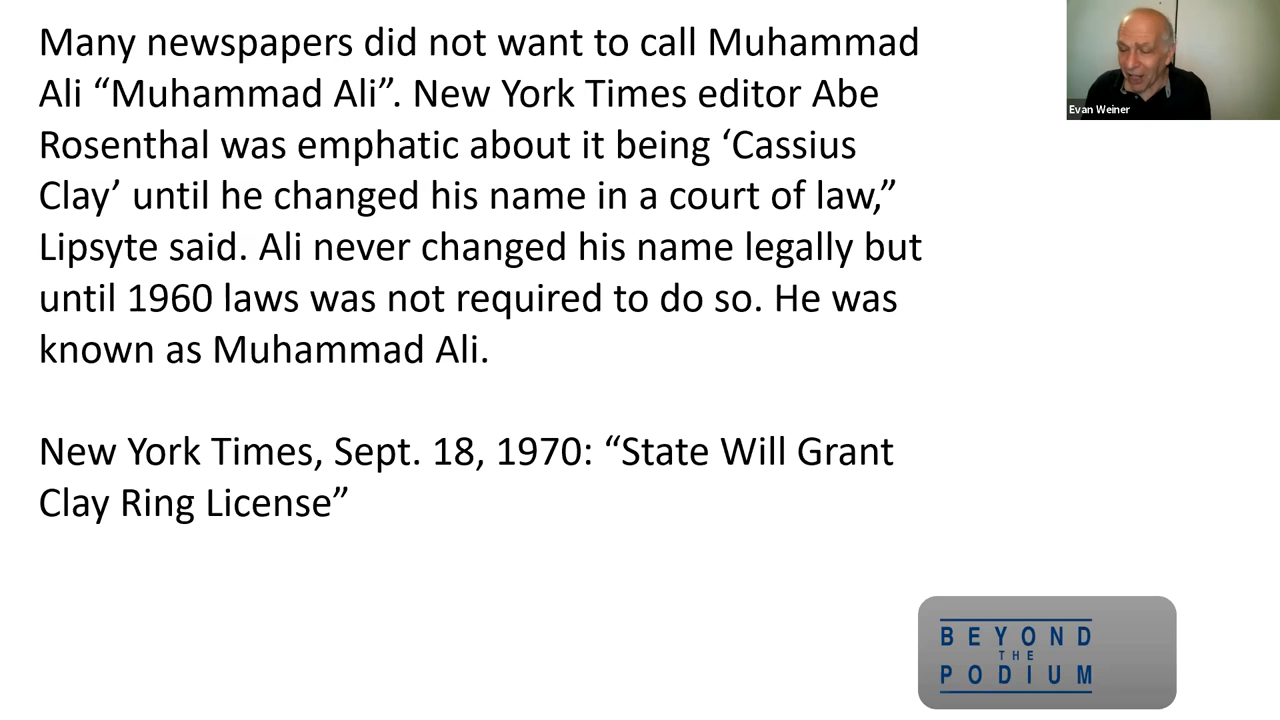 Many newspapers did not want to call Muhammad
Ali “Muhammad Ali”. New York Times editor Abe
Rosenthal was emphatic about it being ‘Cassius
Clay’ until he changed his name in a court of law,”
Lipsyte said. Ali never changed his name legally but
until 1960 laws was not required to do so. He was
known as Muhammad Ali.
New York Times, Sept. 18, 1970: “State Will Grant
Clay Ring License”
Evan Weiner
BEYOND
THE
PODIUM